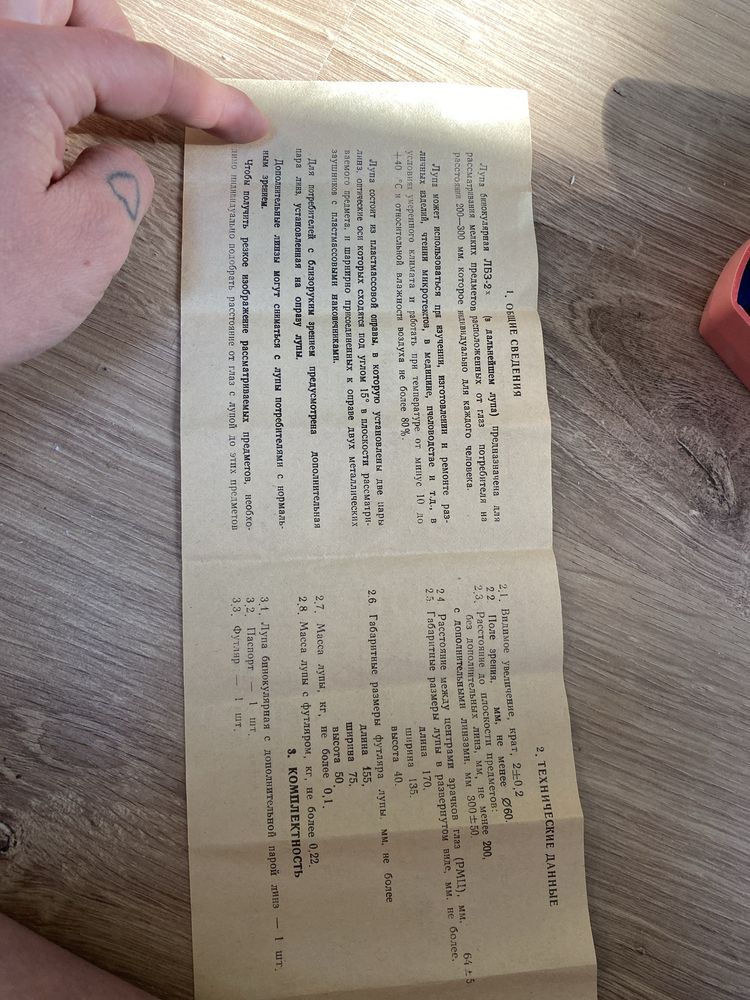 1. ОБЩИЕ СВЕДЕНИЯ
Лупа бинокулярная ЛБЗ-2× (в дальнейшем лупа) предназначена для
рассматривания мелких предметов расположенных от глаз потребителя на
расстоянии 200—300 мм, которое индивидуально для каждого человека.
Лупа может использоваться при изучении, изготовлении и ремонте раз-
личных изделий, чтении микротектов, в медицине, пчеловодстве и т.д., в
условиях умеренного климата и работать при температуре от минус 10 до
+40 °С и относительной влажности воздуха не более 80%.
Лупа состоит из пластмассовой оправы, в которую установлены две пары
линз, оптические оси которых сходятся под углом 15° в плоскости рассматри-
ваемого предмета, и шарнирно присоединенных к оправе двух металлических
заушников с пластмассовыми наконечниками.
Для потребителей с близоруким зрением предусмотрена дополнительная
пара линз, установленная на оправу лупы.
Дополнительные линзы могут сниматься с лупы потребителями с нормаль-
ным зрением.
Чтобы получить резкое изображение рассматриваемых предметов, необхо-
димо индивидуально подобрать расстояние от глаз с лупой до этих предметов
2. ТЕХНИЧЕСКИЕ ДАННЫЕ
2.1. Видимое увеличение, крат, 2±0,2
2.2 Поле зрения, мм, не менее ∅60.
2.3. Расстояние до плоскости предметов:
без дополнительных линз, мм, не менее 200,
с дополнительными линзами, мм 300±50.
2.4 Расстояние между центрами зрачков глаз (РМЦ), мм, 64±5
2.5 Габаритные размеры лупы в развернутом виде, мм, не более.
длина 170,
ширина 135,
высота 40.
2.6 Габаритные размеры футляра лупы, мм, не более
длина 155,
ширина 75,
высота 50
2.7. Масса лупы, кг, не более 0,1.
2.8. Масса лупы с футляром, кг, не более 0,22.
3. КОМПЛЕКТНОСТЬ
3.1. Лупа бинокулярная с дополнительной парой линз — 1 шт.
3.2. Паспорт — 1 шт.
3.3. Футляр — 1 шт.